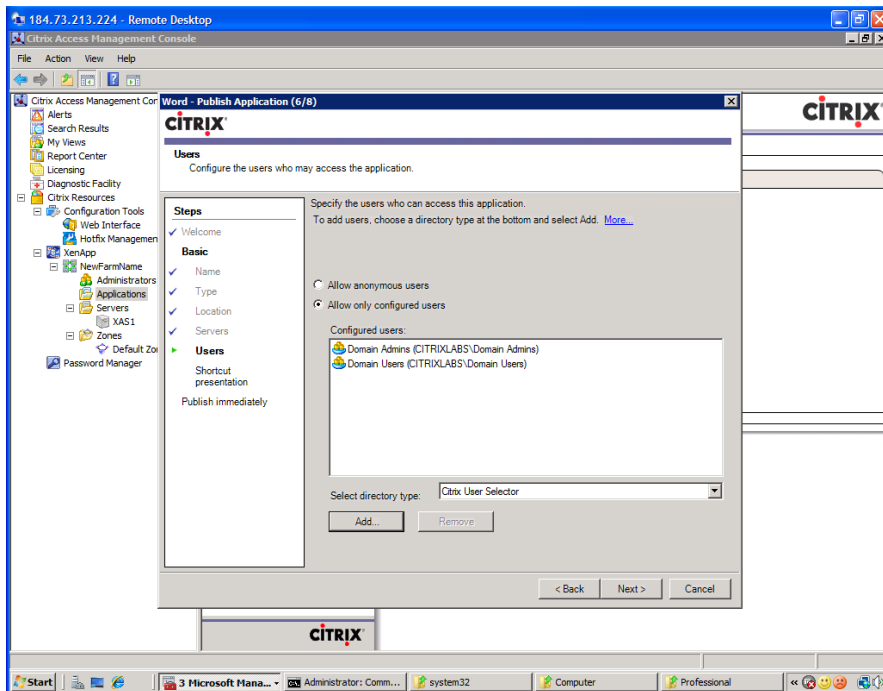 184.73.213.224 - Remote Desktop
Citrix Access Management Console
File Action View Help
Citrix Access Management Con
Alerts
Search Results
My Views
Report Center
Licensing
Diagnostic Facility
Citrix Resources
Configuration Tools
Web Interface
Hotfix Managemen
XenApp
NewFarmName
Administrators
Applications
Servers
XAS1
Zones
Default Zo
Password Manager
Word - Publish Application (6/8)
CITRIX
Users
Configure the users who may access the application.
Steps
Welcome
Basic
Name
Type
Location
Servers
Users
Shortcut
presentation
Publish immediately
Specify the users who can access this application.
To add users, choose a directory type at the bottom and select Add. More...
Allow anonymous users
Allow only configured users
Configured users:
Domain Admins (CITRIXLABS\Domain Admins)
Domain Users (CITRIXLABS\Domain Users)
Select directory type: Citrix User Selector
Add... Remove
< Back Next > Cancel
CITRIX
CITRIX
Start 3 Microsoft Mana... Administrator: Comm... system32 Computer Professional